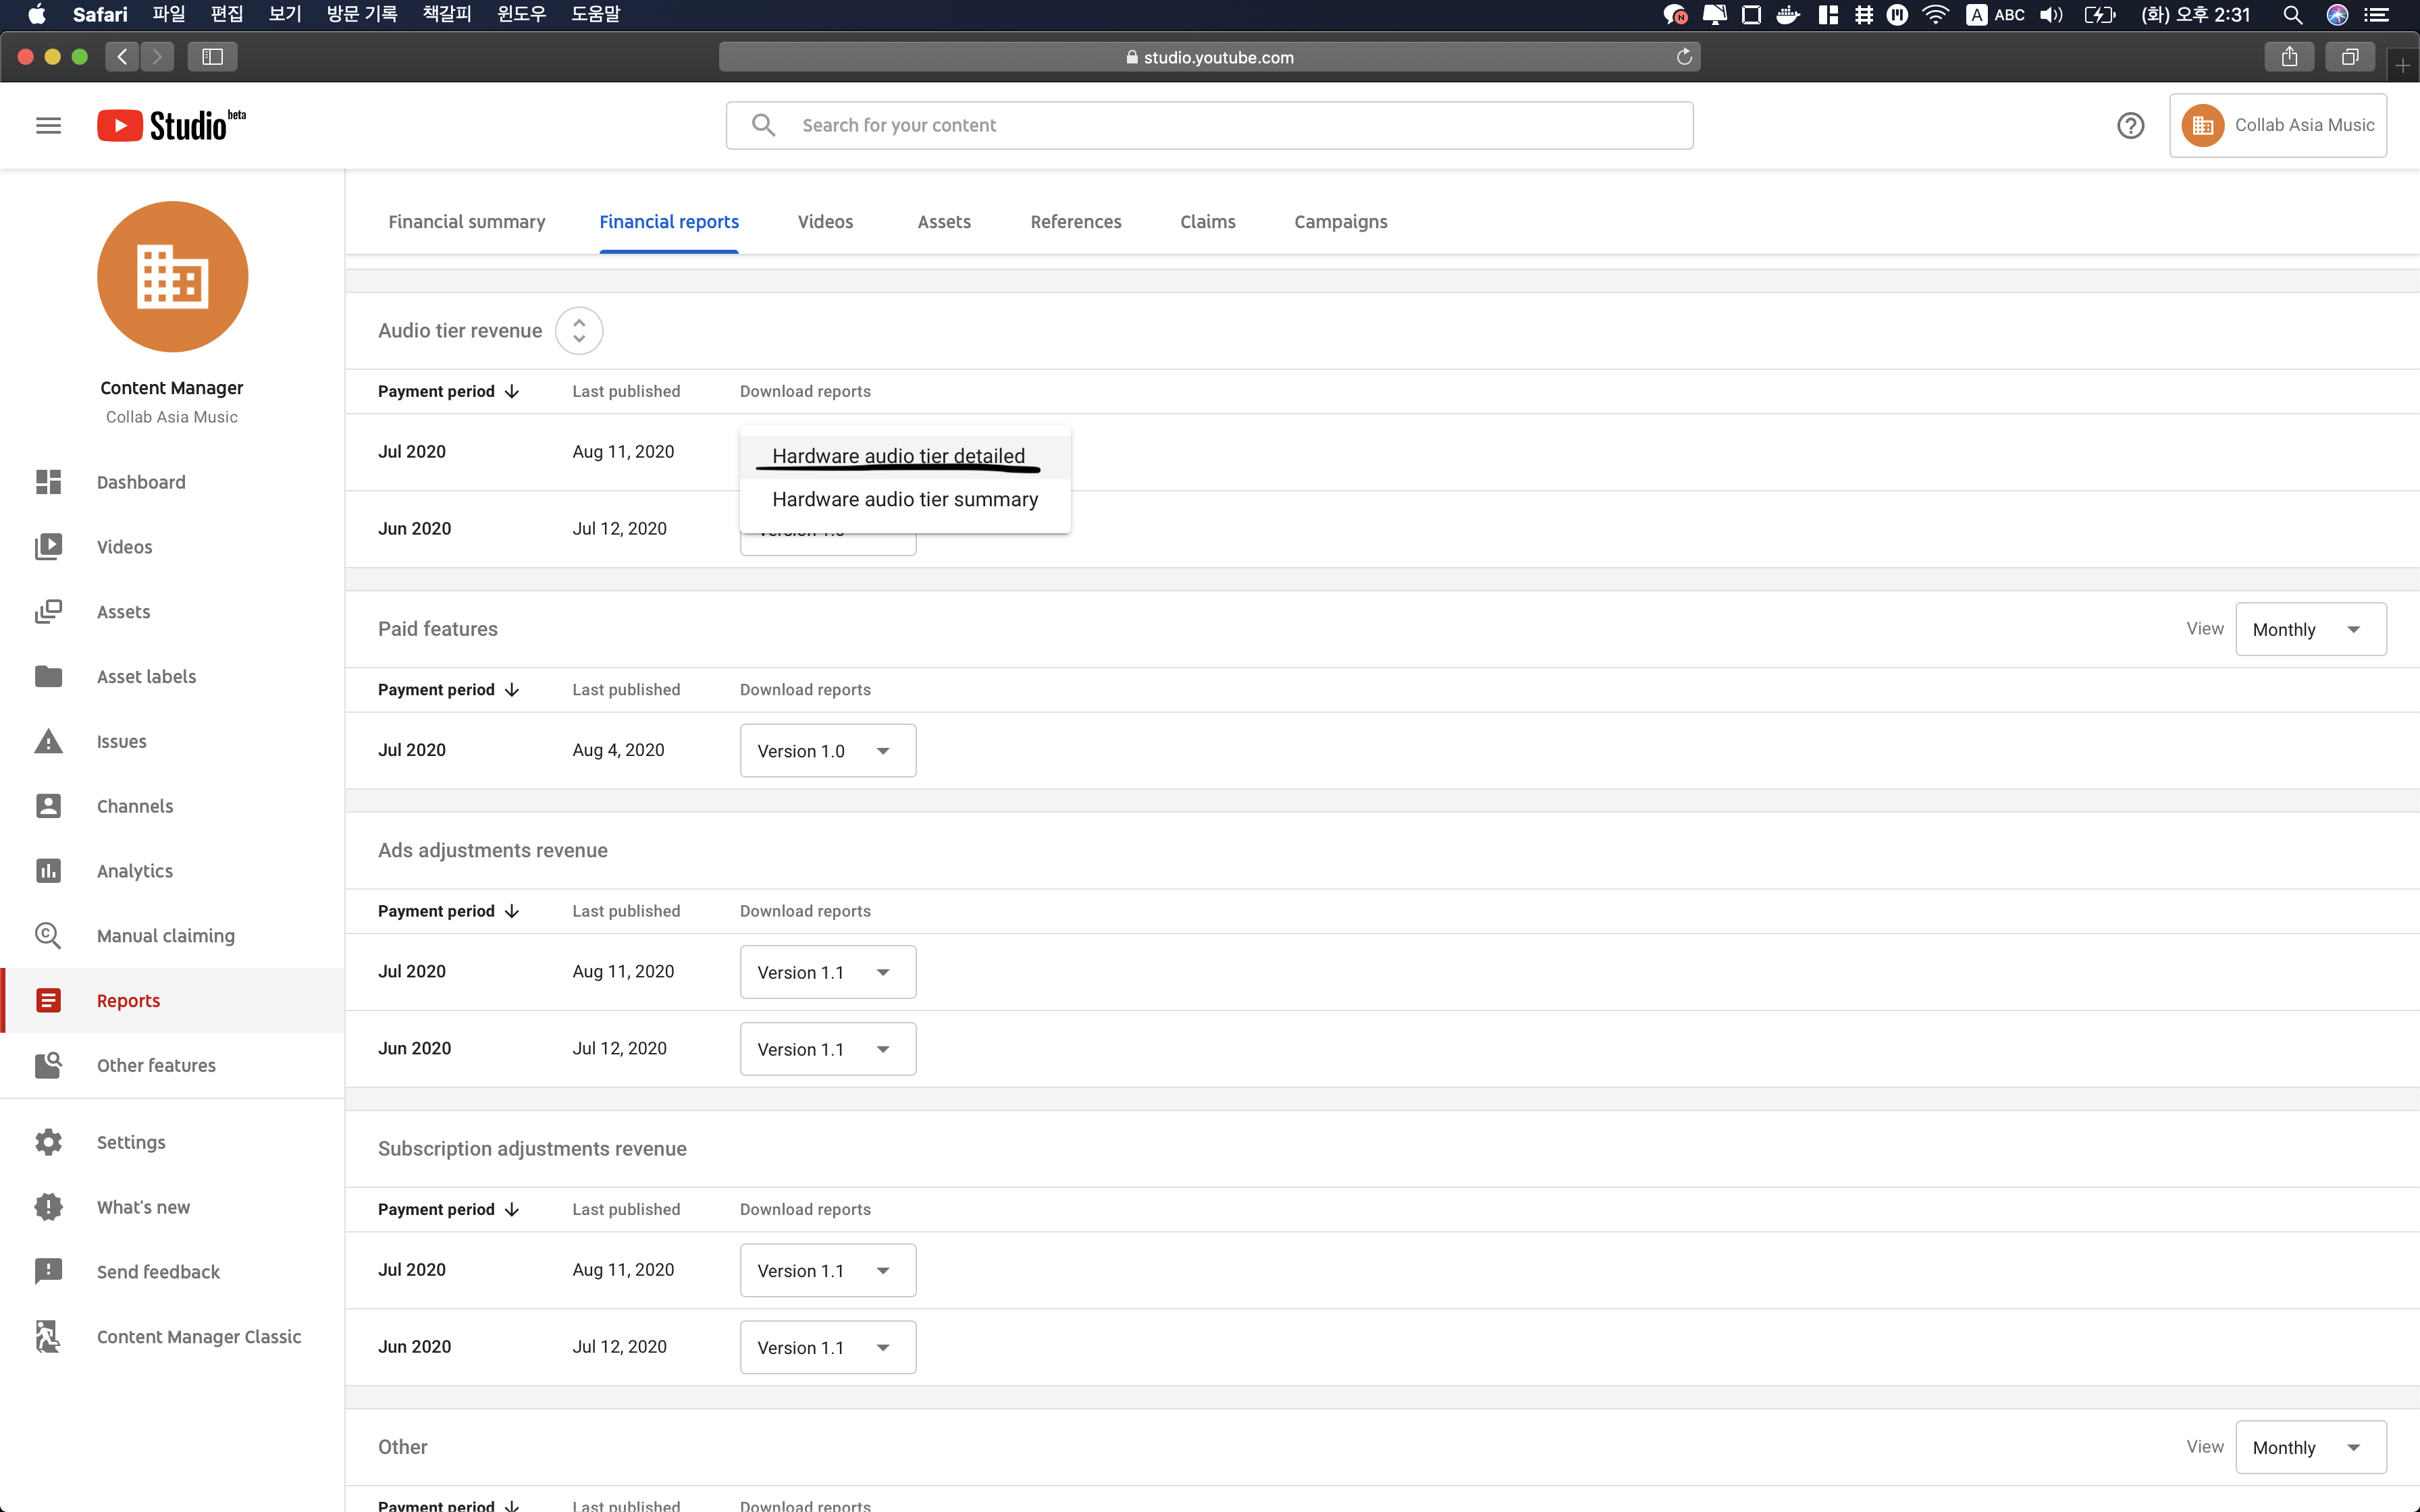 Safari 파일 편집 보기 방문 기록 책갈피 윈도우 도움말 A ABC (화) 오후 2:31
studio.youtube.com
Studio beta
Search for your content
Collab Asia Music
Content Manager
Collab Asia Music
Dashboard
Videos
Assets
Asset labels
Issues
Channels
Analytics
Manual claiming
Reports
Other features
Settings
What's new
Send feedback
Content Manager Classic
Financial summary Financial reports Videos Assets References Claims Campaigns
Audio tier revenue
Payment period Last published Download reports
Jul 2020 Aug 11, 2020
Hardware audio tier detailed
Hardware audio tier summary
Jun 2020 Jul 12, 2020
Paid features View Monthly
Payment period Last published Download reports
Jul 2020 Aug 4, 2020 Version 1.0
Ads adjustments revenue
Payment period Last published Download reports
Jul 2020 Aug 11, 2020 Version 1.1
Jun 2020 Jul 12, 2020 Version 1.1
Subscription adjustments revenue
Payment period Last published Download reports
Jul 2020 Aug 11, 2020 Version 1.1
Jun 2020 Jul 12, 2020 Version 1.1
Other View Monthly
Payment period Last published Download reports